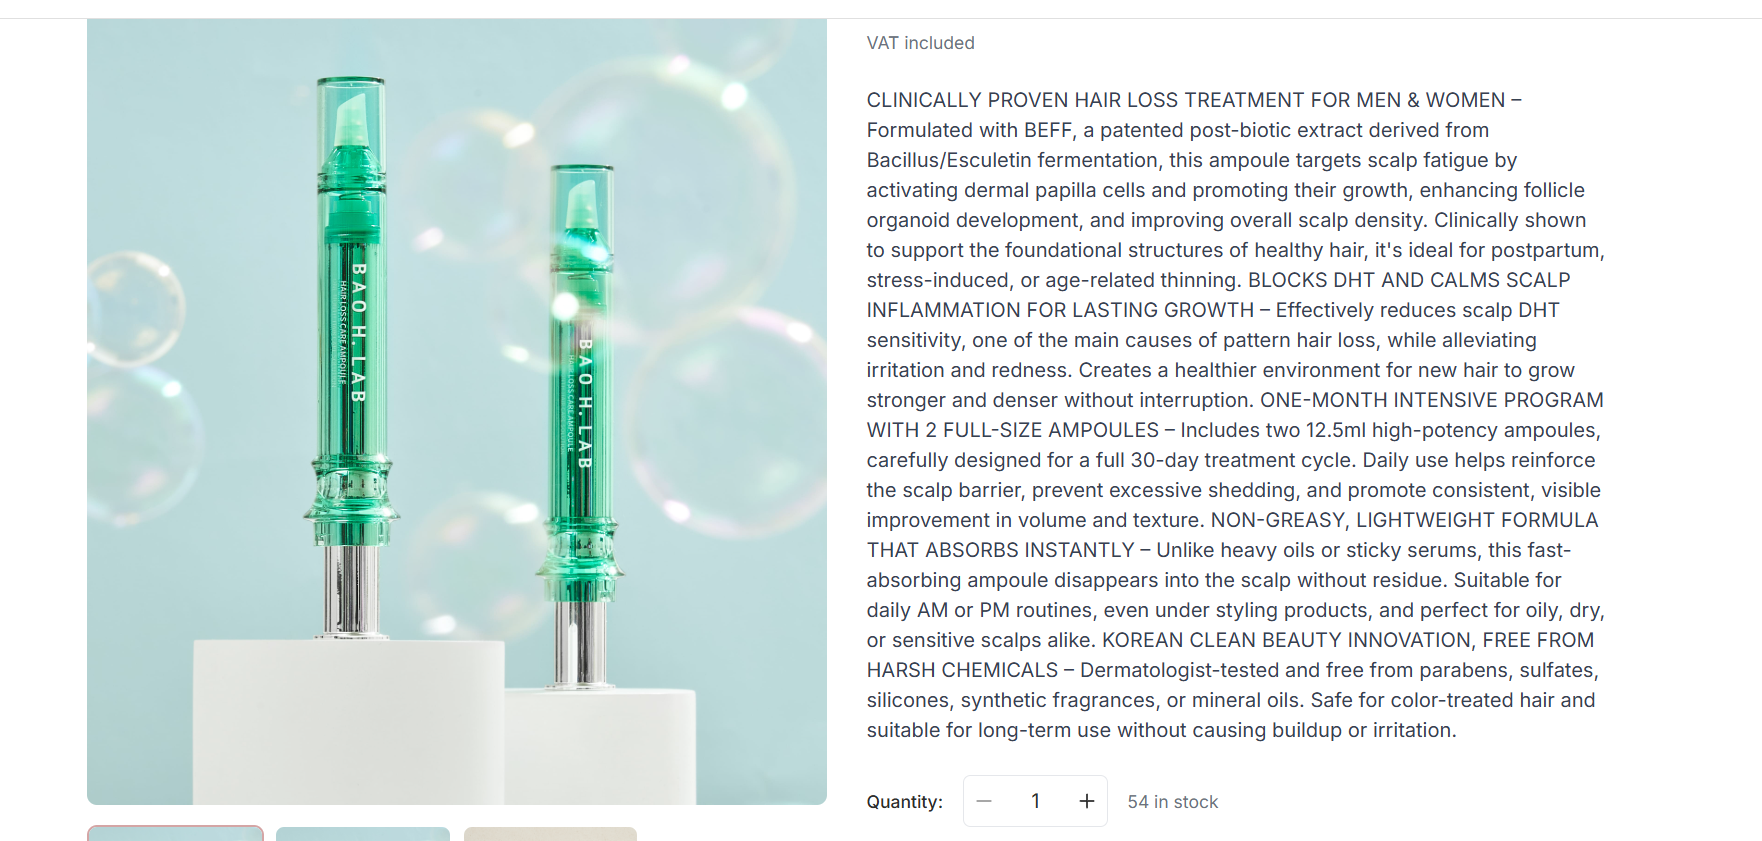 VAT included
CLINICALLY PROVEN HAIR LOSS TREATMENT FOR MEN & WOMEN –
Formulated with BEFF, a patented post-biotic extract derived from
Bacillus/Esculetin fermentation, this ampoule targets scalp fatigue by
activating dermal papilla cells and promoting their growth, enhancing follicle
organoid development, and improving overall scalp density. Clinically shown
to support the foundational structures of healthy hair, it's ideal for postpartum,
stress-induced, or age-related thinning. BLOCKS DHT AND CALMS SCALP
INFLAMMATION FOR LASTING GROWTH – Effectively reduces scalp DHT
sensitivity, one of the main causes of pattern hair loss, while alleviating
irritation and redness. Creates a healthier environment for new hair to grow
stronger and denser without interruption. ONE-MONTH INTENSIVE PROGRAM
WITH 2 FULL-SIZE AMPOULES – Includes two 12.5ml high-potency ampoules,
carefully designed for a full 30-day treatment cycle. Daily use helps reinforce
the scalp barrier, prevent excessive shedding, and promote consistent, visible
improvement in volume and texture. NON-GREASY, LIGHTWEIGHT FORMULA
THAT ABSORBS INSTANTLY – Unlike heavy oils or sticky serums, this fast-
absorbing ampoule disappears into the scalp without residue. Suitable for
daily AM or PM routines, even under styling products, and perfect for oily, dry,
or sensitive scalps alike. KOREAN CLEAN BEAUTY INNOVATION, FREE FROM
HARSH CHEMICALS – Dermatologist-tested and free from parabens, sulfates,
silicones, synthetic fragrances, or mineral oils. Safe for color-treated hair and
suitable for long-term use without causing buildup or irritation.
Quantity:
1
54 in stock
BAO H. LAB
HAIR LOSS CARE AMPOULE
BAO H. LAB
HAIR LOSS CARE AMPOULE